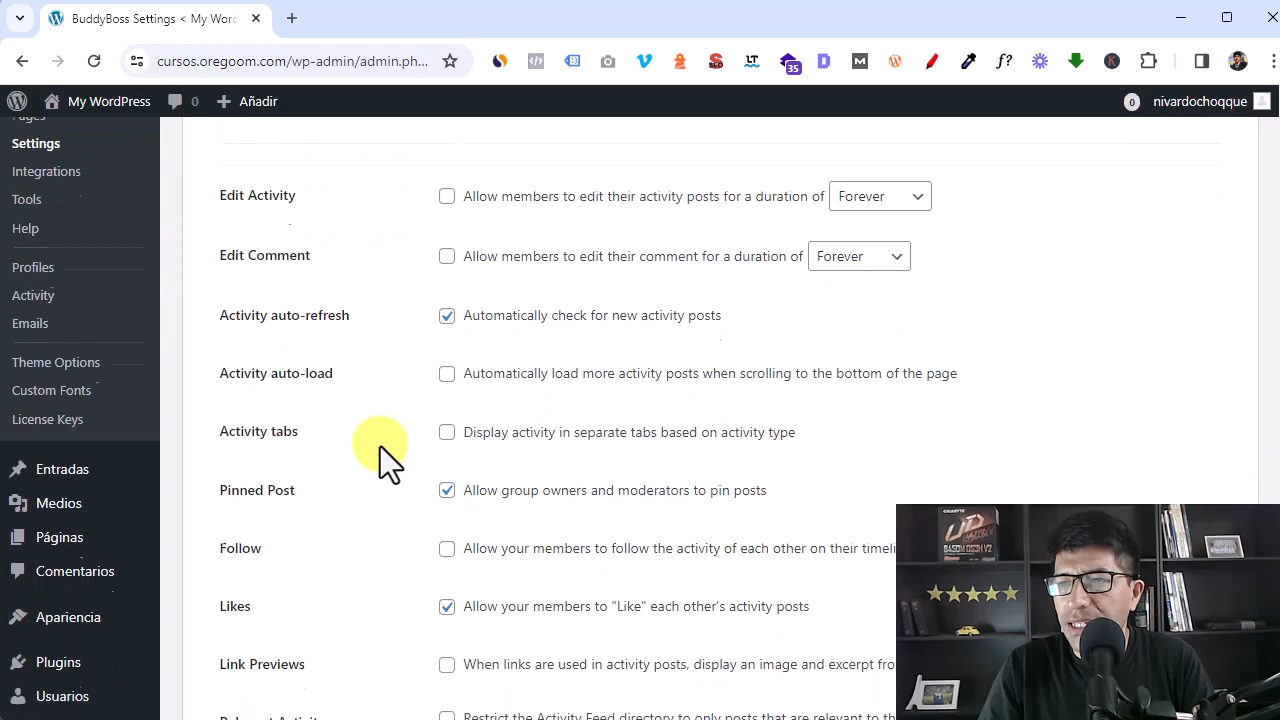 BuddyBoss Settings < My Wor
cursos.oregoom.com/wp-admin/admin.ph...
35
My WordPress
0
Añadir
0
nivardochoqque
Settings
Integrations
Tools
Help
Profiles
Activity
Emails
Theme Options
Custom Fonts
License Keys
Entradas
Medios
Páginas
Comentarios
Apariencia
Plugins
Usuarios
Edit Activity
Allow members to edit their activity posts for a duration of
Forever
Edit Comment
Allow members to edit their comment for a duration of
Forever
Activity auto-refresh
Automatically check for new activity posts
Activity auto-load
Automatically load more activity posts when scrolling to the bottom of the page
Activity tabs
Display activity in separate tabs based on activity type
Pinned Post
Allow group owners and moderators to pin posts
Follow
Allow your members to follow the activity of each other on their timeli
Likes
Allow your members to "Like" each other's activity posts
Link Previews
When links are used in activity posts, display an image and excerpt fro
Restrict the Activity Feed directory to only posts that are relevant to the
GIGABYTE